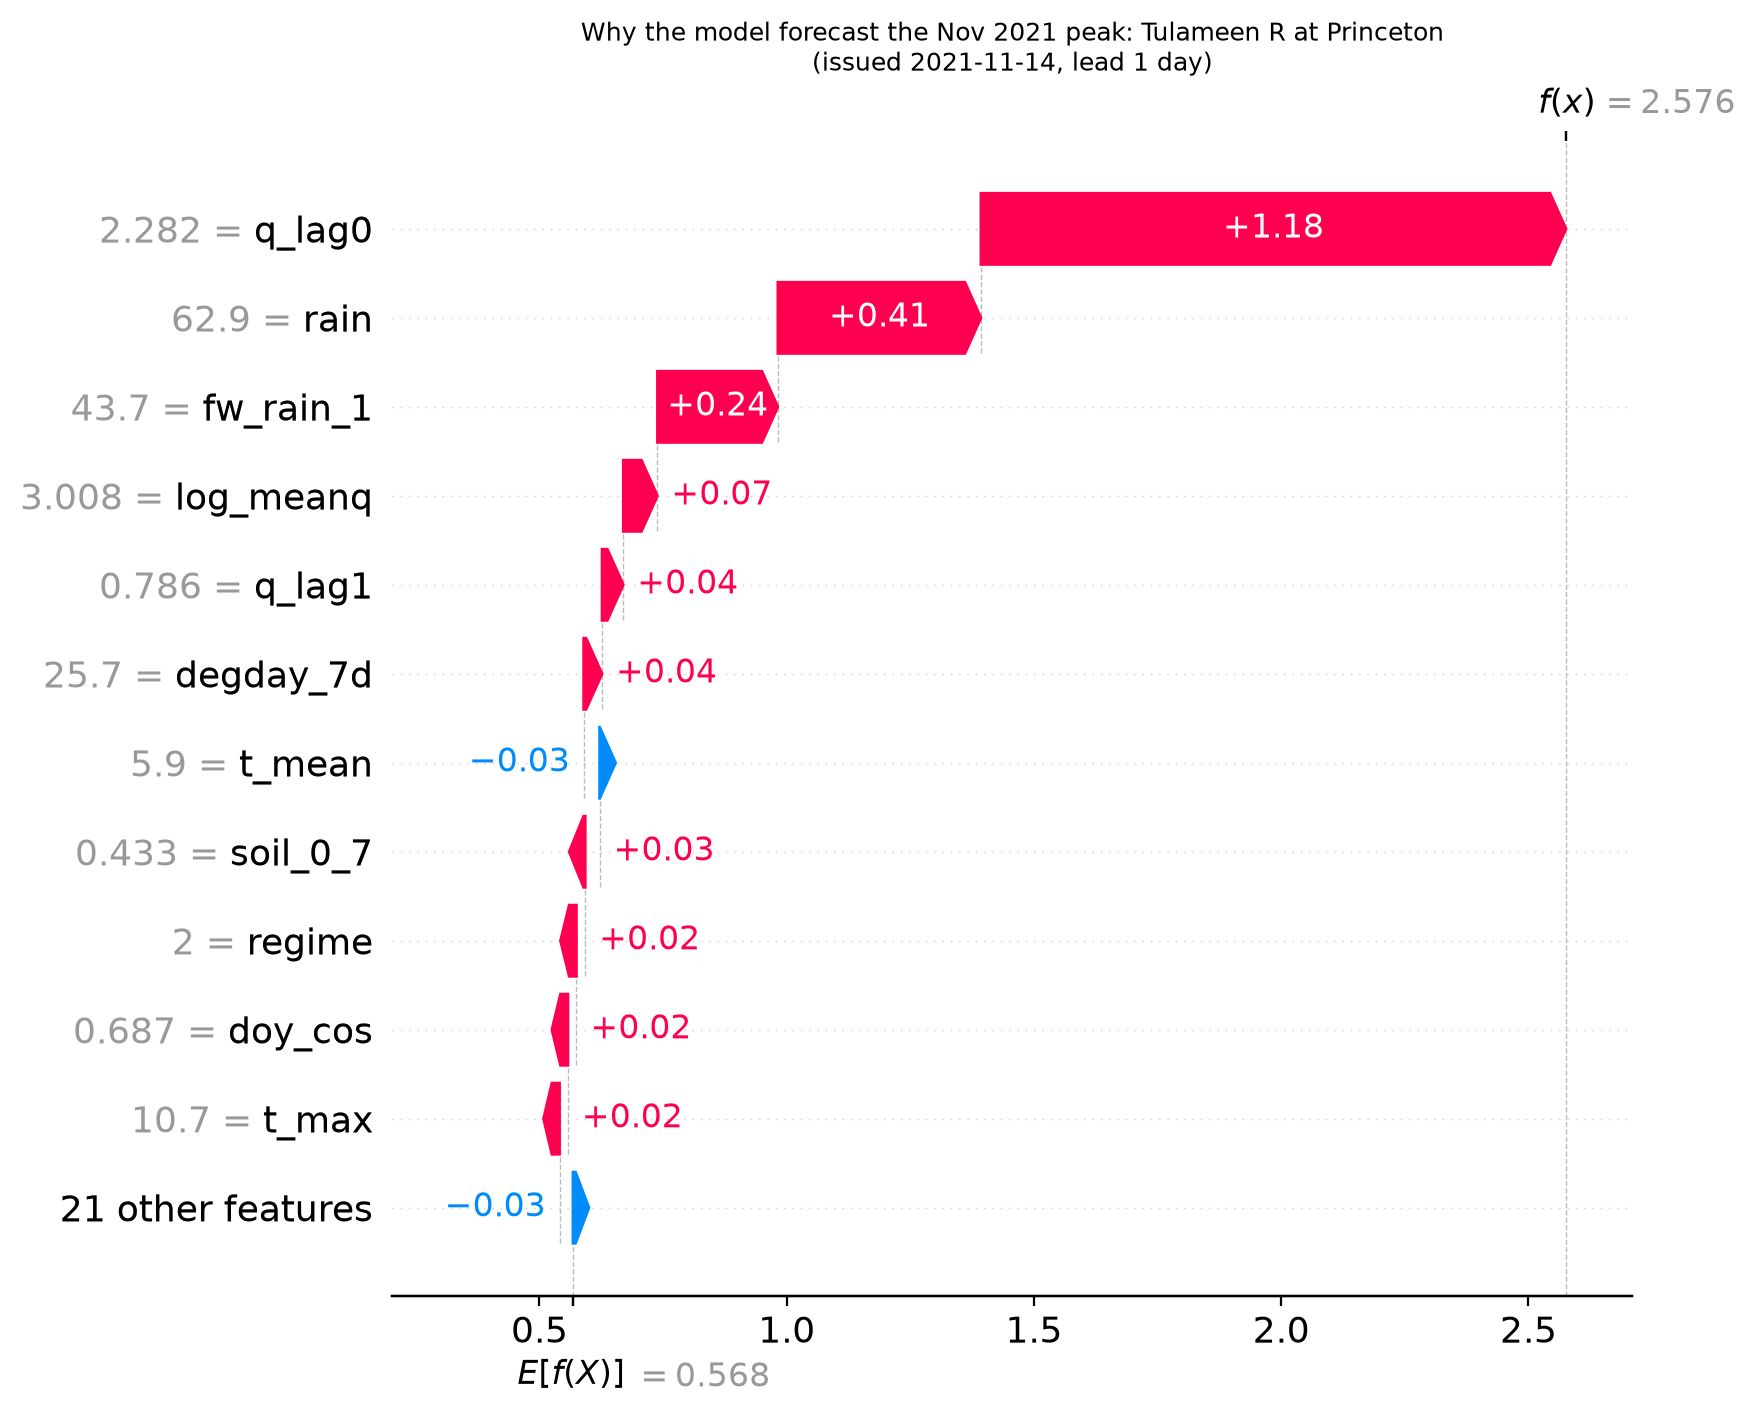 Why the model forecast the Nov 2021 peak: Tulameen R at Princeton
(issued 2021-11-14, lead 1 day)
f(x) = 2.576
2.282 = q_lag0 +1.18
62.9 = rain +0.41
43.7 = fw_rain_1 +0.24
3.008 = log_meanq +0.07
0.786 = q_lag1 +0.04
25.7 = degday_7d +0.04
5.9 = t_mean −0.03
0.433 = soil_0_7 +0.03
2 = regime +0.02
0.687 = doy_cos +0.02
10.7 = t_max +0.02
21 other features −0.03
0.5 1.0 1.5 2.0 2.5
E[f(X)] = 0.568